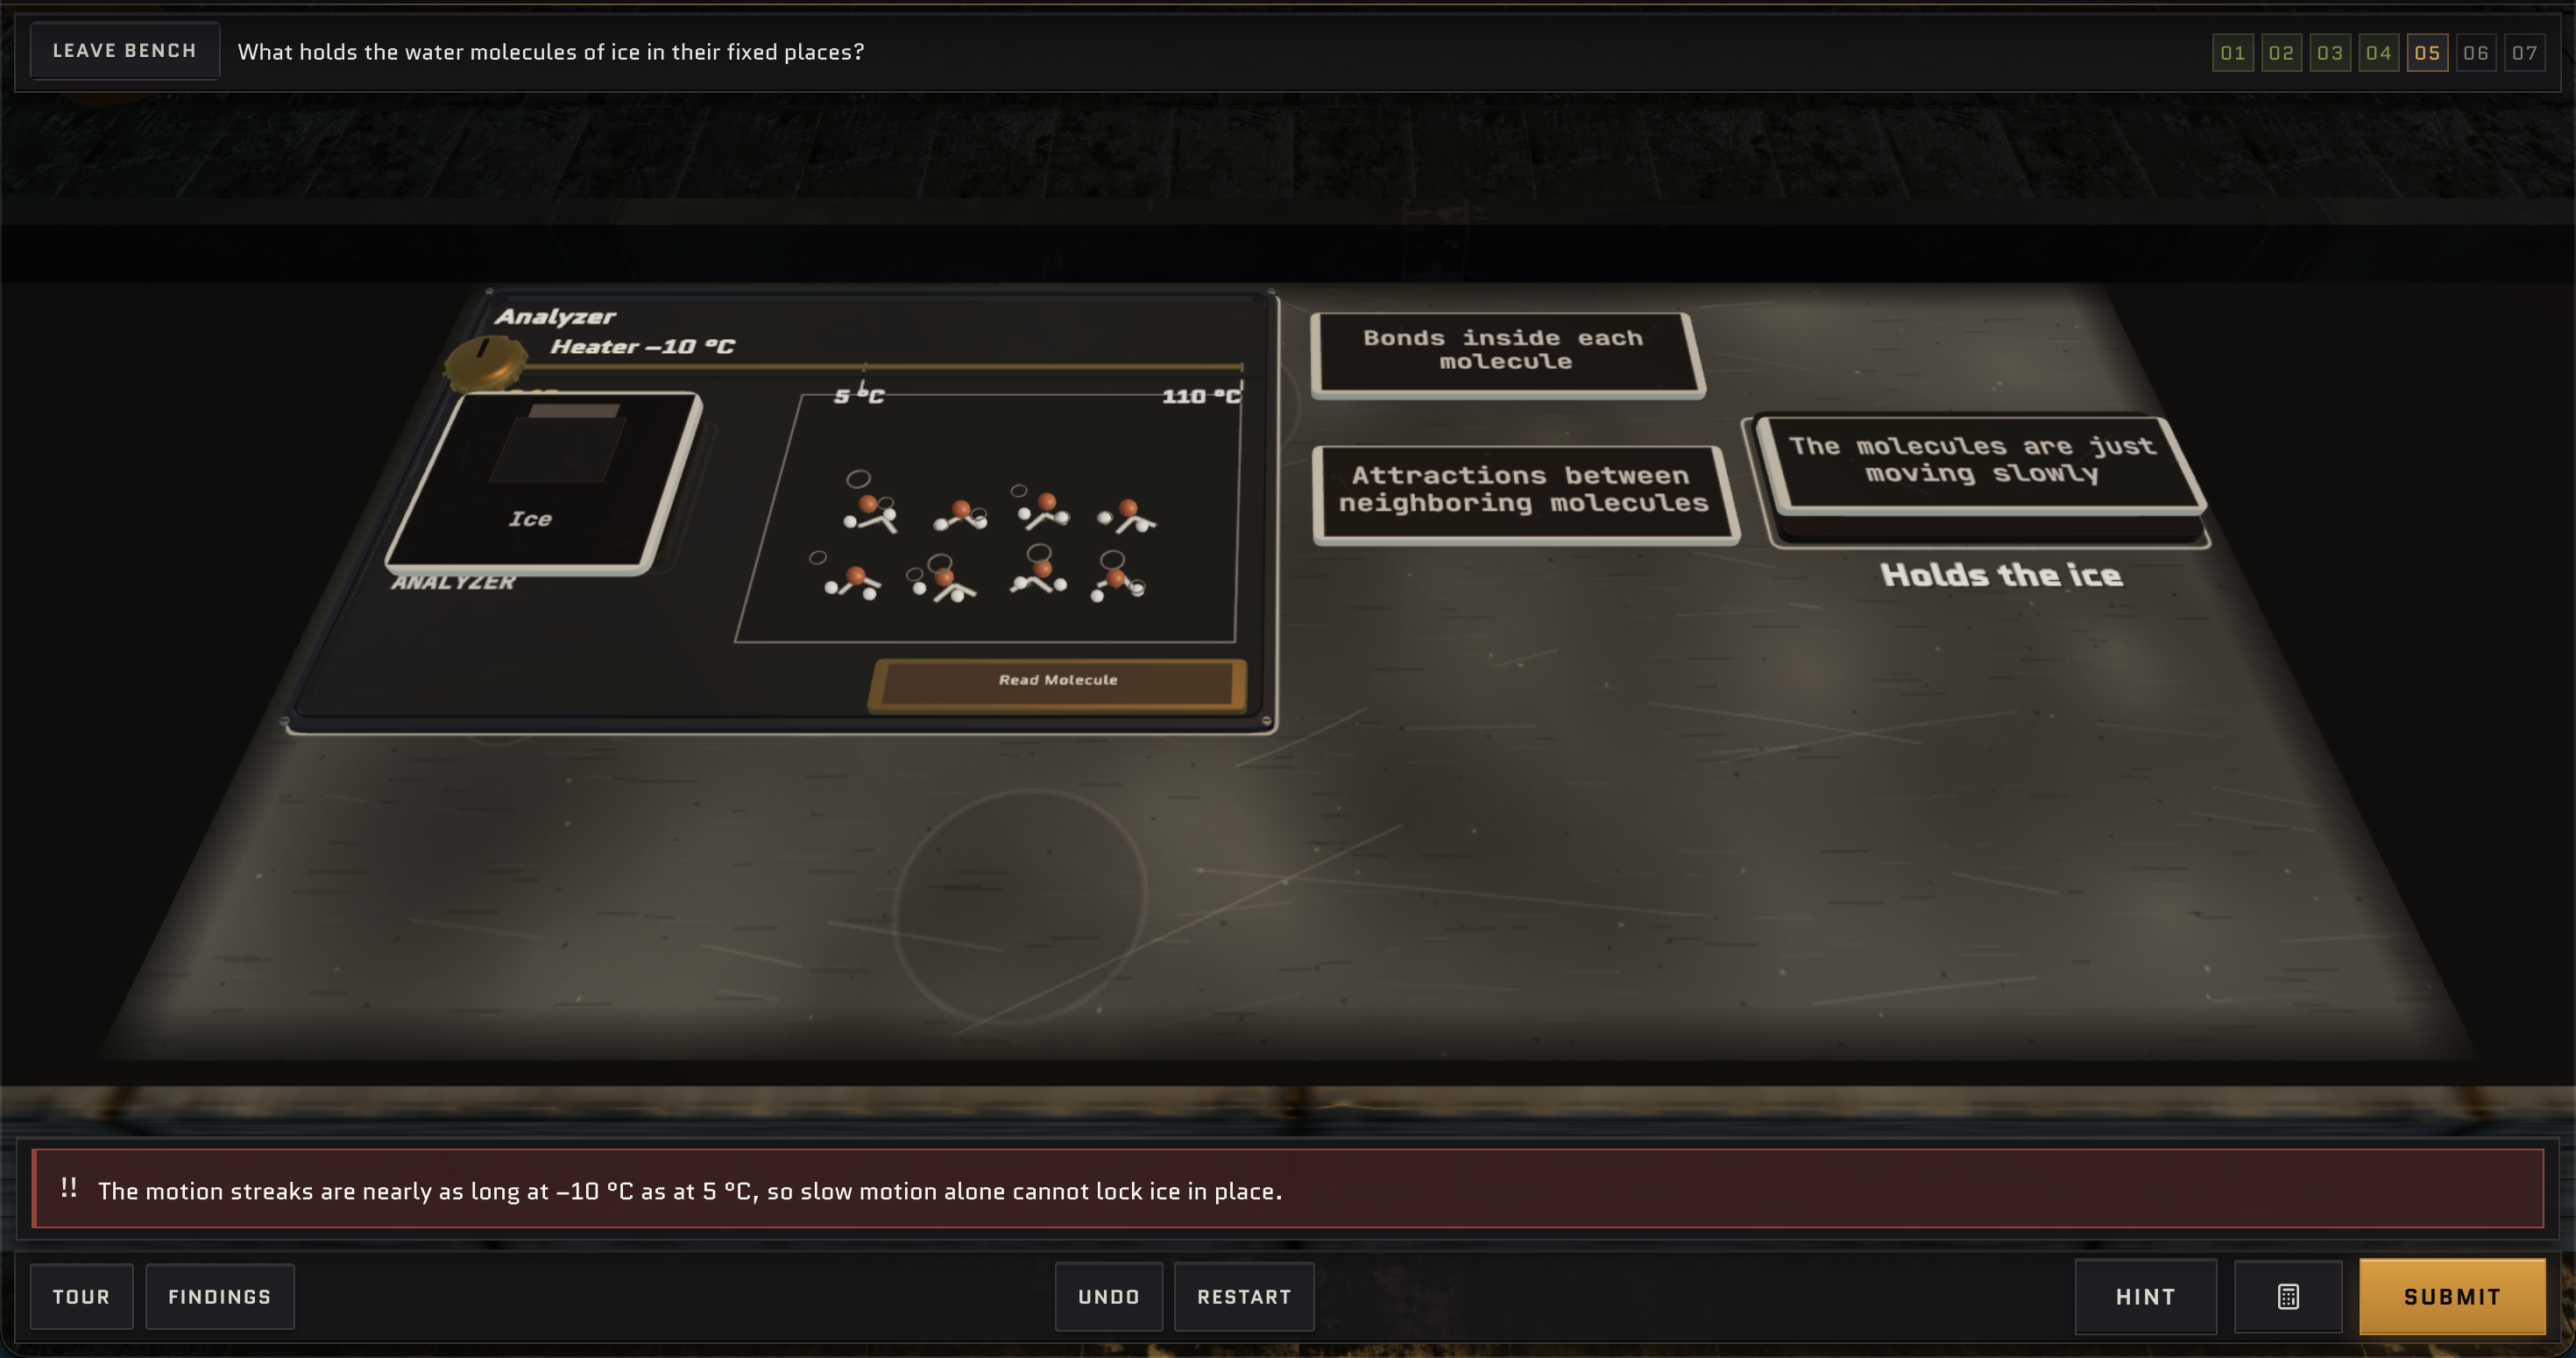 LEAVE BENCH
What holds the water molecules of ice in their fixed places?
01 02 03 04 05 06 07
Analyzer
Heater −10 °C
5 °C
110 °C
Ice
ANALYZER
Read Molecule
Bonds inside each
molecule
Attractions between
neighboring molecules
The molecules are just
moving slowly
Holds the ice
!! The motion streaks are nearly as long at −10 °C as at 5 °C, so slow motion alone cannot lock ice in place.
TOUR
FINDINGS
UNDO
RESTART
HINT
SUBMIT